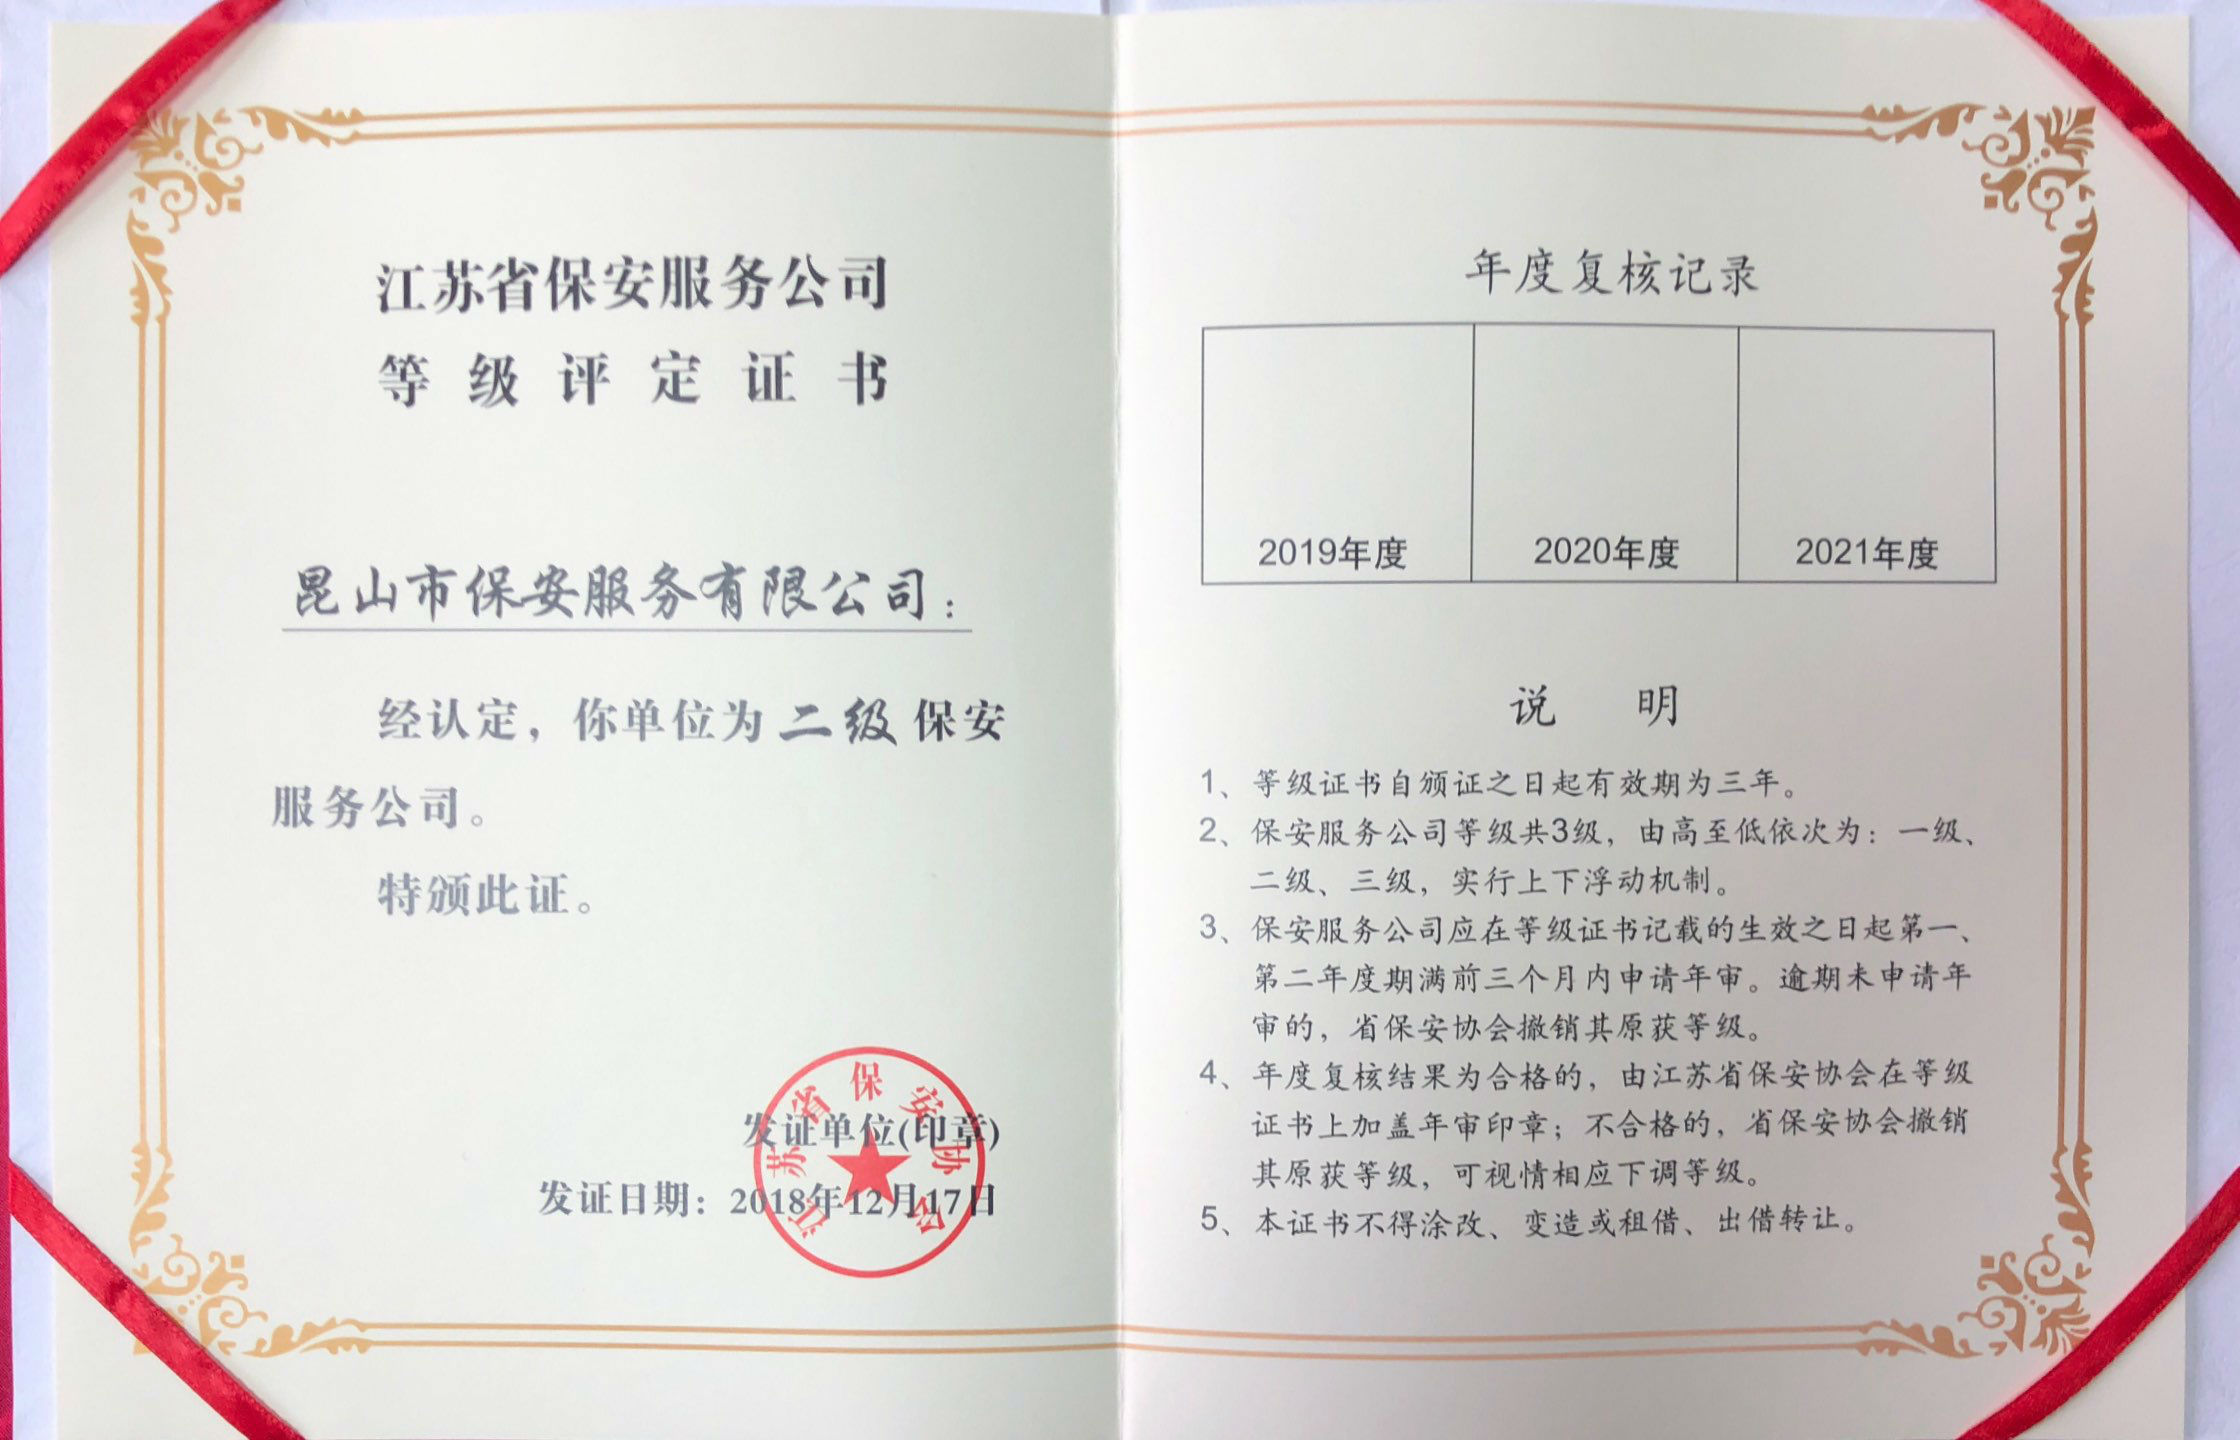 江苏省保安服务公司
等级评定证书
昆山市保安服务有限公司：
经认定，你单位为二级保安
服务公司。
特颁此证。
江苏省保安协会
发证单位(印章)
发证日期：2018年12月17日
年度复核记录
2019年度 2020年度 2021年度
说明
1、等级证书自颁证之日起有效期为三年。
2、保安服务公司等级共3级，由高至低依次为：一级、
二级、三级，实行上下浮动机制。
3、保安服务公司应在等级证书记载的生效之日起第一、
第二年度期满前三个月内申请年审。逾期未申请年
审的，省保安协会撤销其原获等级。
4、年度复核结果为合格的，由江苏省保安协会在等级
证书上加盖年审印章；不合格的，省保安协会撤销
其原获等级，可视情相应下调等级。
5、本证书不得涂改、变造或租借、出借转让。